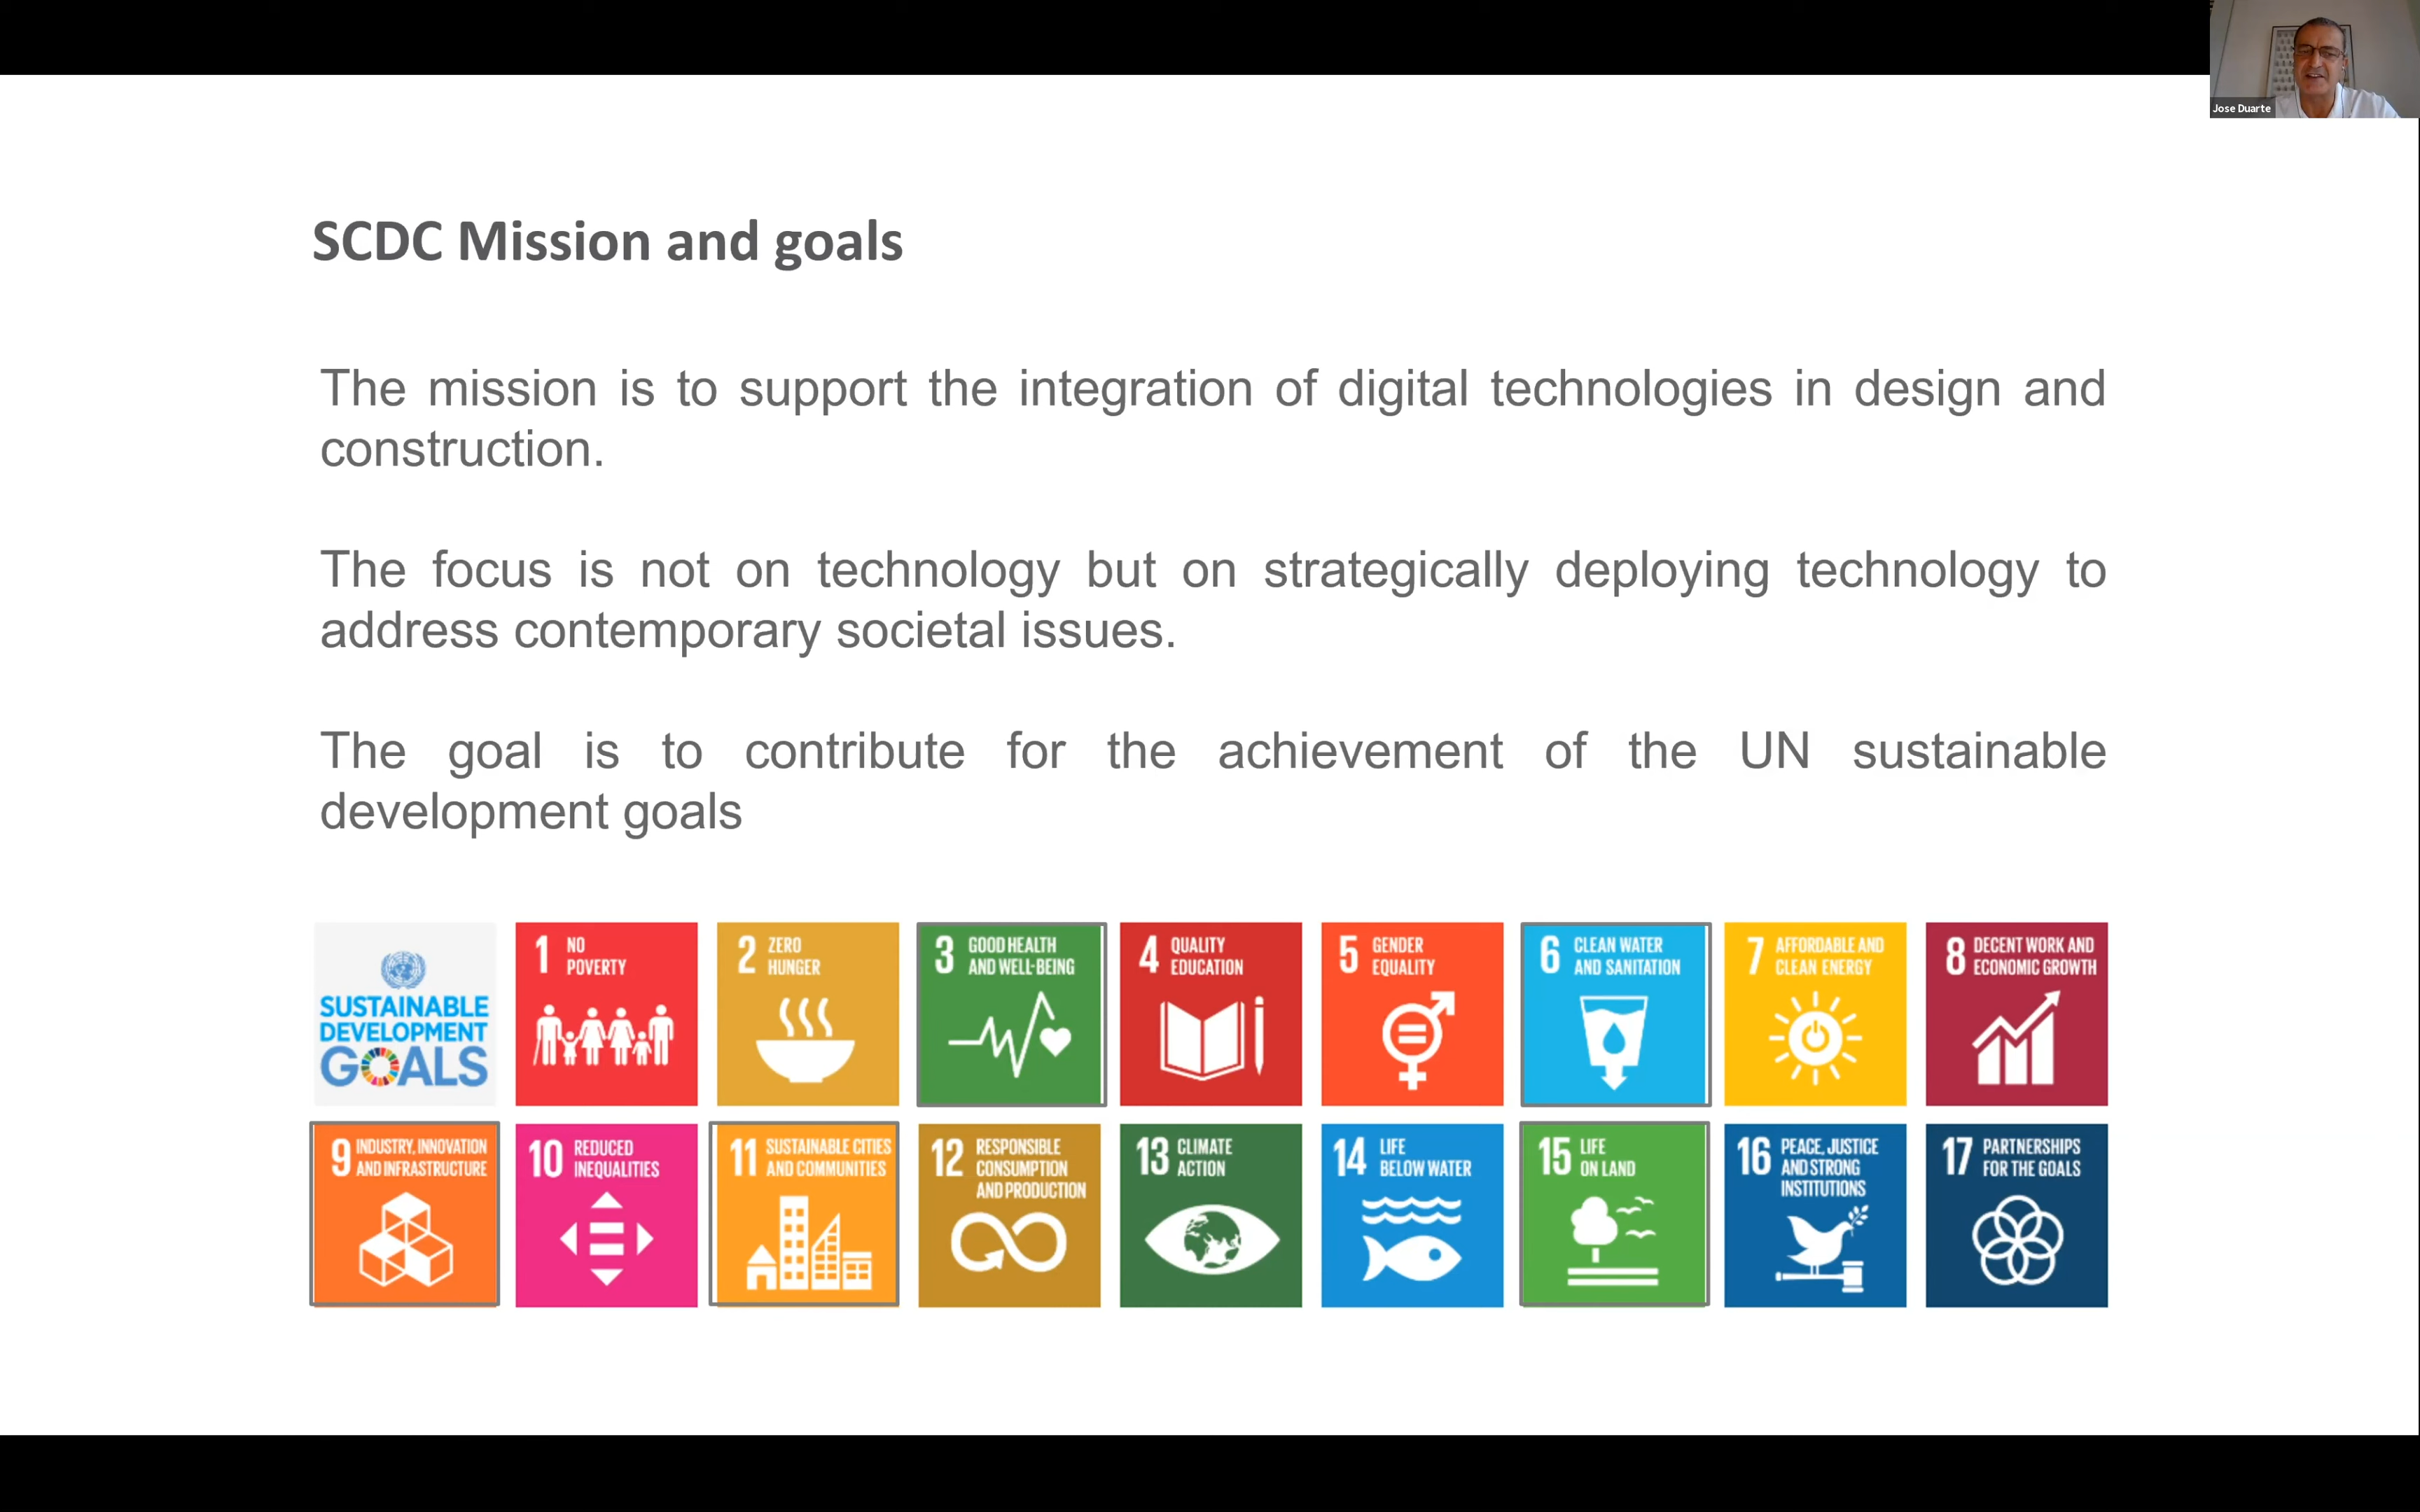 Jose Duarte
SCDC Mission and goals
The mission is to support the integration of digital technologies in design and
construction.
The focus is not on technology but on strategically deploying technology to
address contemporary societal issues.
The goal is to contribute for the achievement of the UN sustainable
development goals
SUSTAINABLE
DEVELOPMENT
GOALS
1 NO
POVERTY
2 ZERO
HUNGER
3 GOOD HEALTH
AND WELL-BEING
4 QUALITY
EDUCATION
5 GENDER
EQUALITY
6 CLEAN WATER
AND SANITATION
7 AFFORDABLE AND
CLEAN ENERGY
8 DECENT WORK AND
ECONOMIC GROWTH
9 INDUSTRY, INNOVATION
AND INFRASTRUCTURE
10 REDUCED
INEQUALITIES
11 SUSTAINABLE CITIES
AND COMMUNITIES
12 RESPONSIBLE
CONSUMPTION
AND PRODUCTION
13 CLIMATE
ACTION
14 LIFE
BELOW WATER
15 LIFE
ON LAND
16 PEACE, JUSTICE
AND STRONG
INSTITUTIONS
17 PARTNERSHIPS
FOR THE GOALS